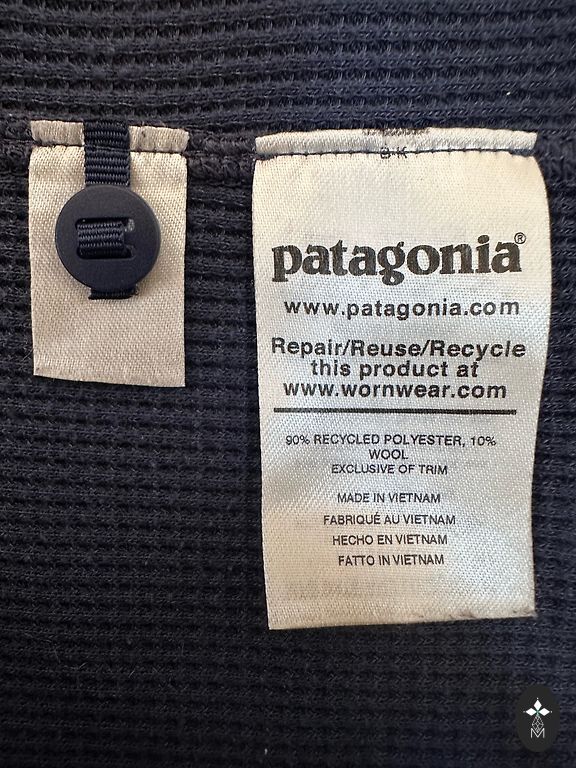 patagonia®
www.patagonia.com
Repair/Reuse/Recycle
this product at
www.wornwear.com
90% RECYCLED POLYESTER, 10%
WOOL
EXCLUSIVE OF TRIM
MADE IN VIETNAM
FABRIQUÉ AU VIETNAM
HECHO EN VIETNAM
FATTO IN VIETNAM
M